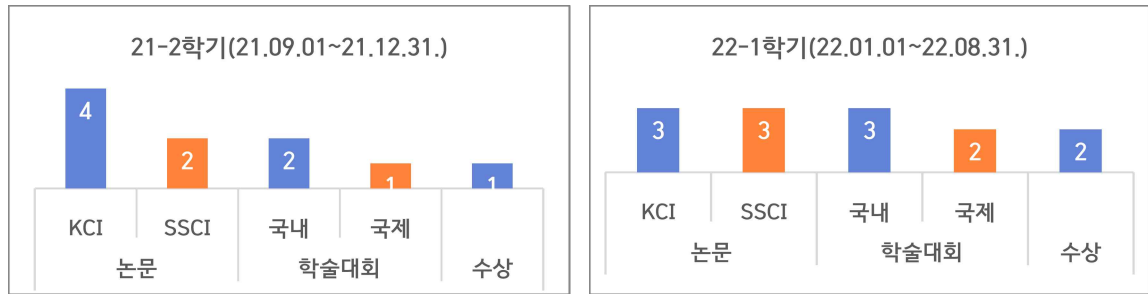 21-2학기(21.09.01~21.12.31.)
4
2
2
1
1
KCI
SSCI
국내
국제
논문
학술대회
수상
22-1학기(22.01.01~22.08.31.)
3
3
3
2
2
KCI
SSCI
국내
국제
논문
학술대회
수상